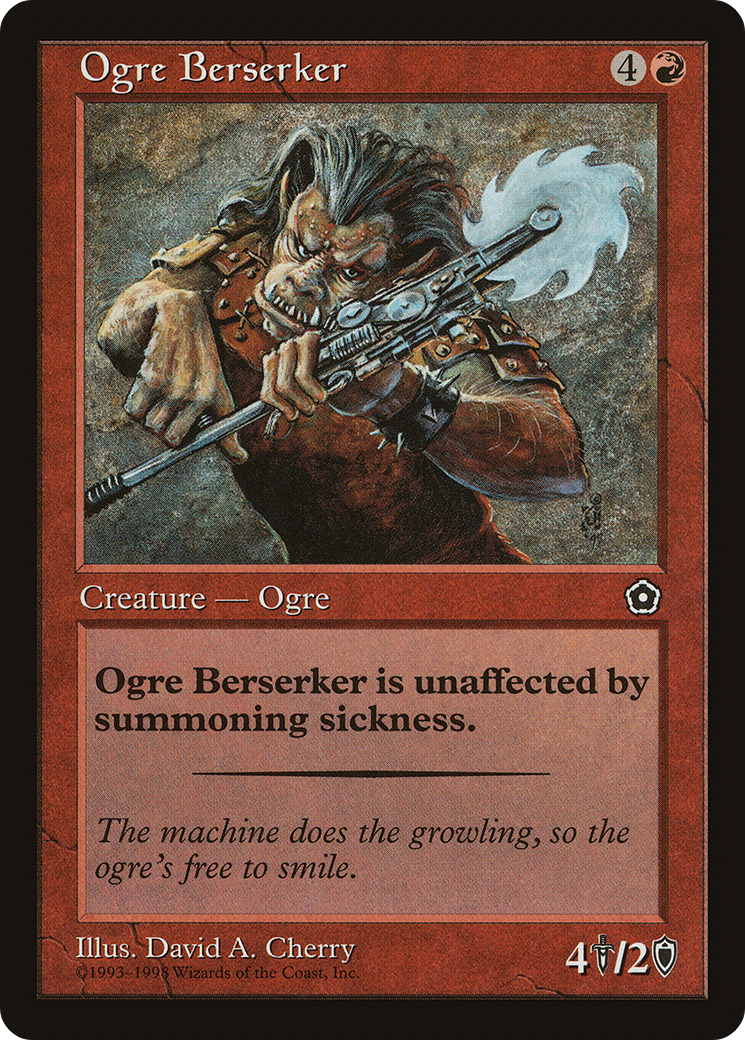 Ogre Berserker 4
Creature — Ogre
Ogre Berserker is unaffected by
summoning sickness.
The machine does the growling, so the
ogre's free to smile.
Illus. David A. Cherry
©1993–1998 Wizards of the Coast, Inc.
4/2